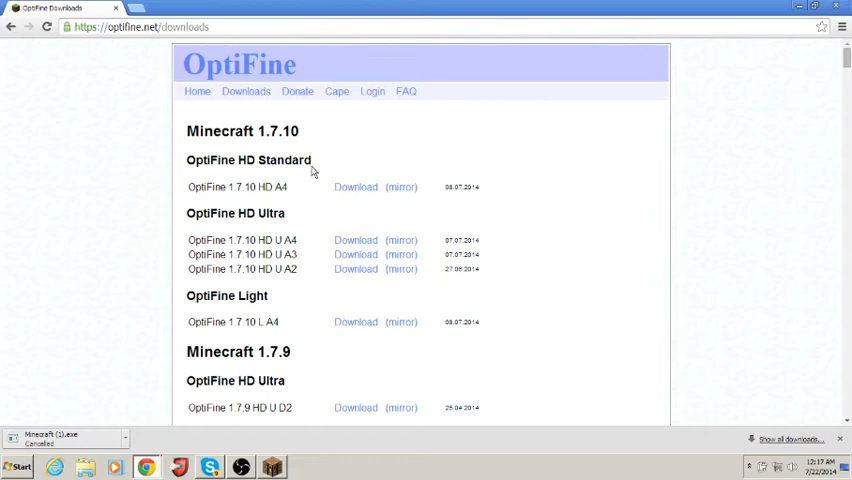 OptiFine Downloads
https://optifine.net/downloads
OptiFine
Home Downloads Donate Cape Login FAQ
Minecraft 1.7.10
OptiFine HD Standard
OptiFine 1.7.10 HD A4 Download (mirror) 08.07.2014
OptiFine HD Ultra
OptiFine 1.7.10 HD U A4 Download (mirror) 07.07.2014
OptiFine 1.7.10 HD U A3 Download (mirror) 07.07.2014
OptiFine 1.7.10 HD U A2 Download (mirror) 27.06.2014
OptiFine Light
OptiFine 1.7.10 L A4 Download (mirror) 08.07.2014
Minecraft 1.7.9
OptiFine HD Ultra
OptiFine 1.7.9 HD U D2 Download (mirror) 25.04.2014
Minecraft (1).exe
Cancelled
Show all downloads...
Start
12:17 AM
7/22/2014